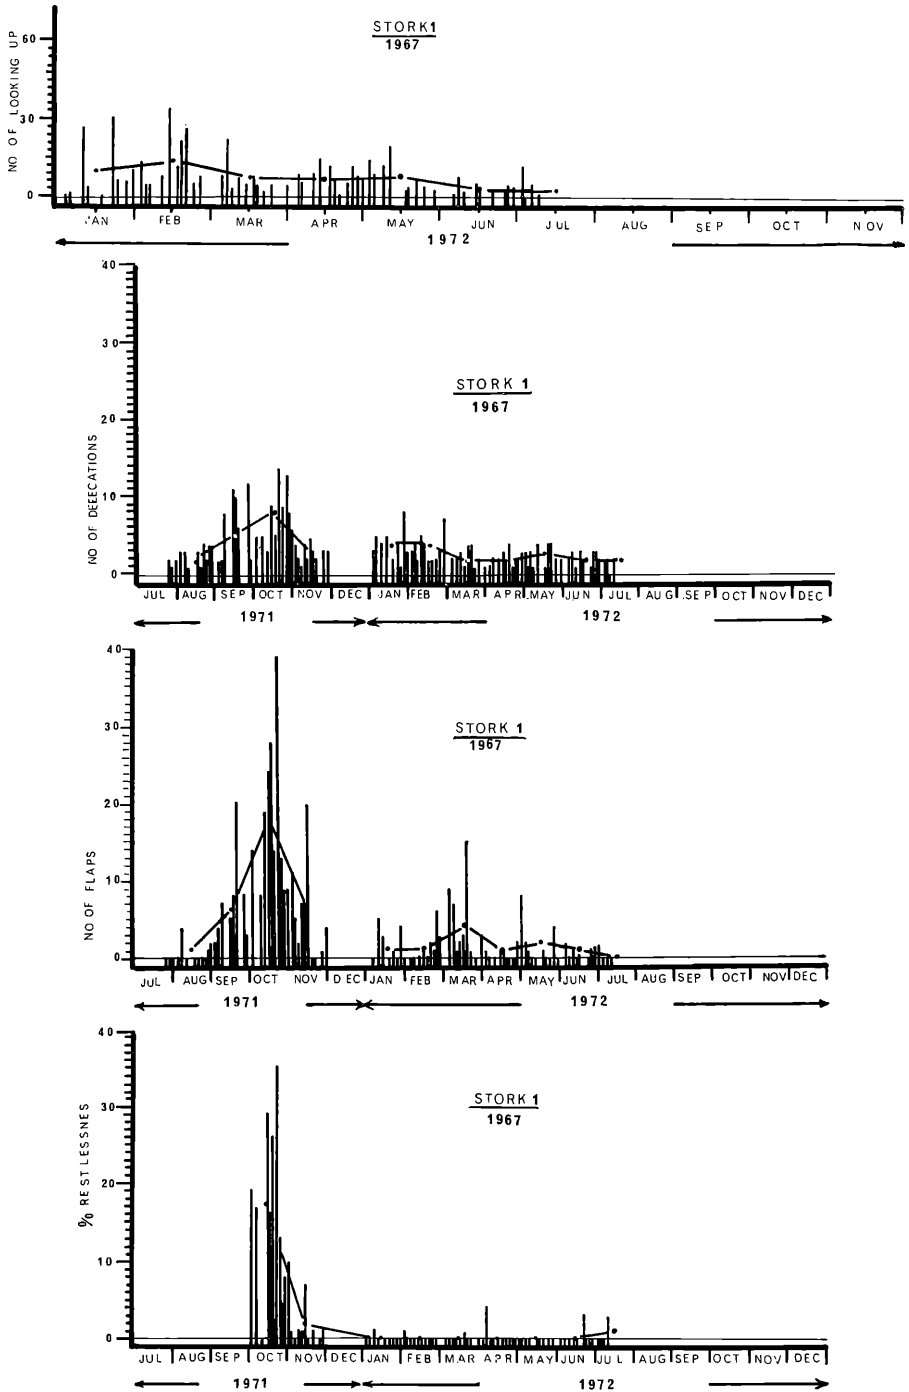 STORK 1
1967
NO OF LOOKING UP
60
30
0
JAN FEB MAR APR MAY JUN JUL AUG SEP OCT NOV
1972
40
30
20
10
0
NO OF DEEECATIONS
STORK 1
1967
JUL AUG SEP OCT NOV DEC JAN FEB MAR APR MAY JUN JUL AUG SEP OCT NOV DEC
1971 1972
40
30
20
10
0
NO OF FLAPS
STORK 1
1967
JUL AUG SEP OCT NOV DEC JAN FEB MAR APR MAY JUN JUL AUG SEP OCT NOV DEC
1971 1972
40
30
20
10
0
% RESTLESSNES
STORK 1
1967
JUL AUG SEP OCT NOV DEC JAN FEB MAR APR MAY JUN JUL AUG SEP OCT NOV DEC
1971 1972